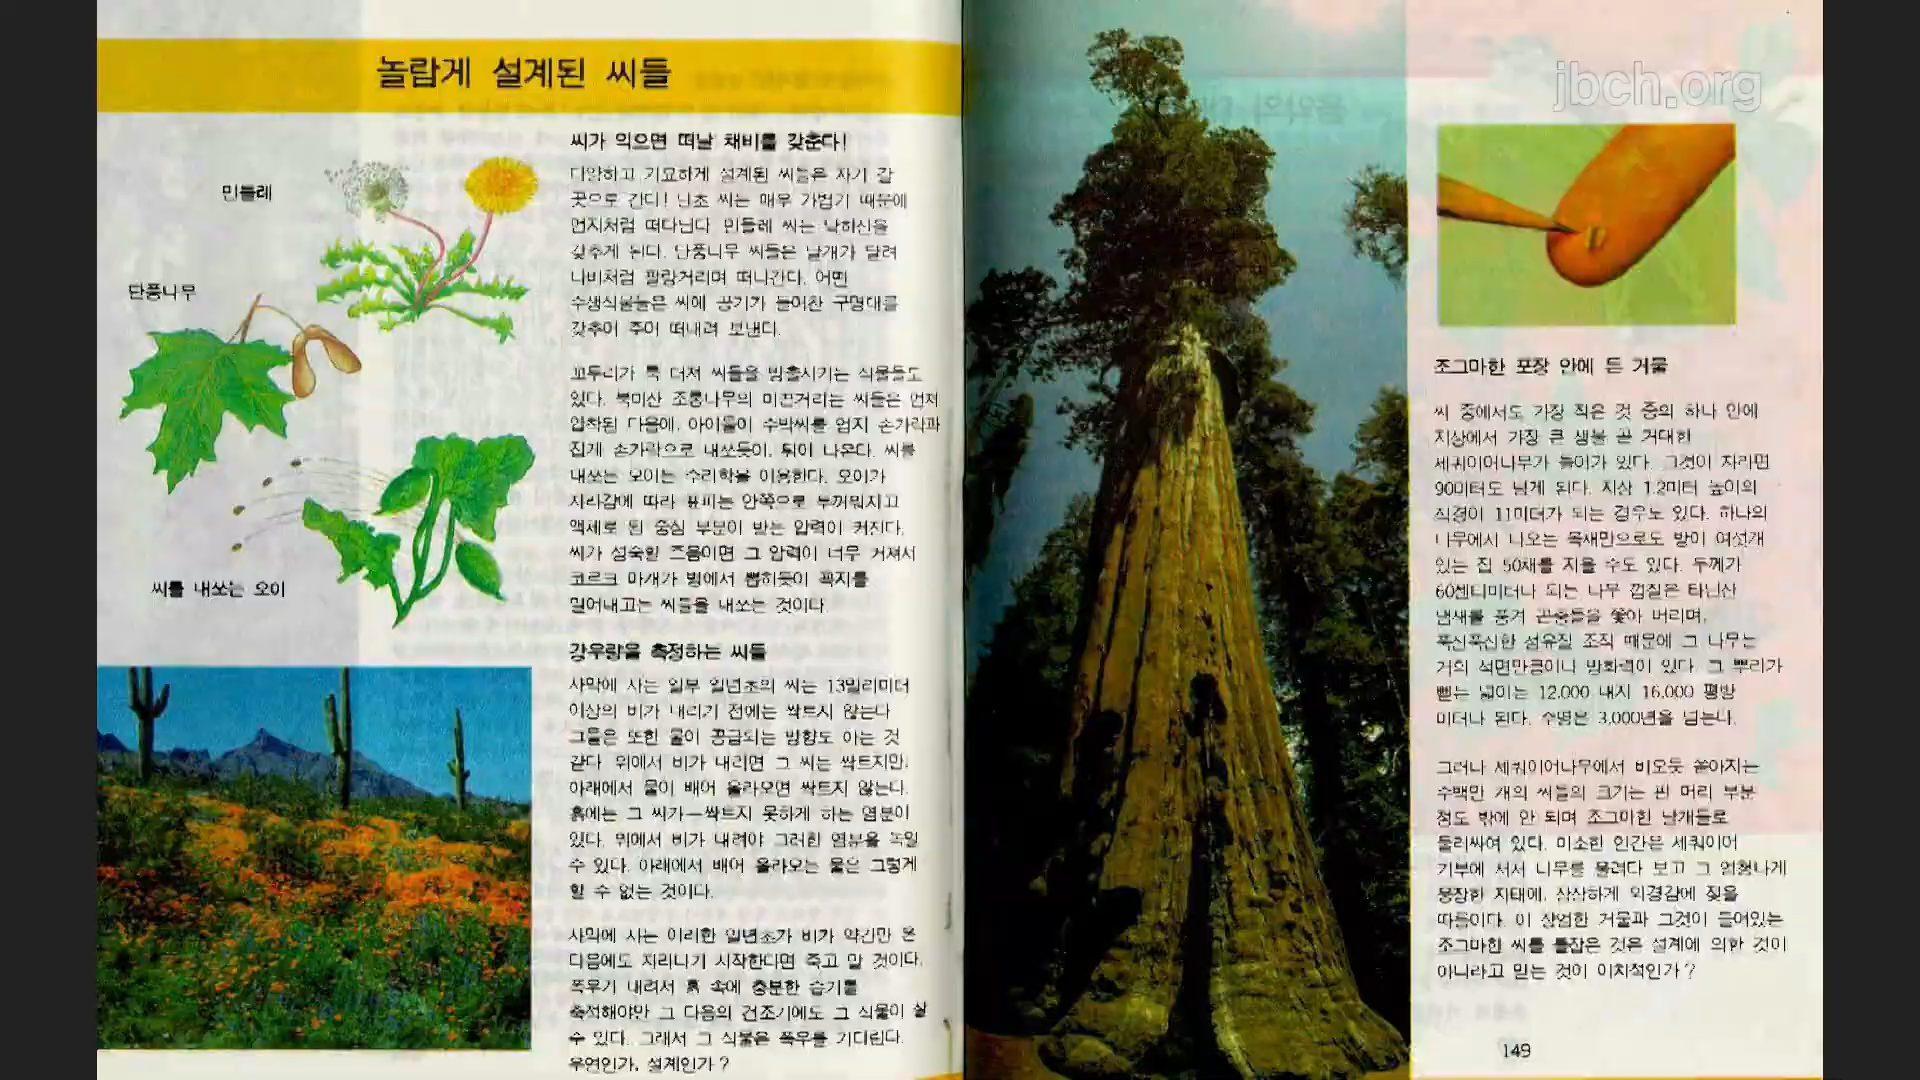 놀랍게 설계된 씨들
민들레
단풍나무
씨를 내쏘는 오이
씨가 익으면 떠날 채비를 갖춘다!
다양하고 기묘하게 설계된 씨들은 자기 갈
곳으로 간다! 난초 씨는 매우 가볍기 때문에
먼지처럼 떠다닌다. 민들레 씨는 낙하산을
갖추게 된다. 단풍나무 씨들은 날개가 달려
나비처럼 팔랑거리며 떠나간다. 어떤
수생식물들은 씨에 공기가 들어찬 구명대를
갖추어 주어 떠내려 보낸다.
꼬투리가 툭 터져 씨들을 방출시키는 식물들도
있다. 북미산 조롱나무의 미끈거리는 씨들은 먼저
압착된 다음에, 아이들이 수박씨를 엄지 손가락과
집게 손가락으로 내쏘듯이, 튀어 나온다. 씨를
내쏘는 오이는 수리학을 이용한다. 오이가
자라감에 따라 표피는 안쪽으로 두꺼워지고
액체로 된 중심 부분이 받는 압력이 커진다.
씨가 성숙할 즈음이면 그 압력이 너무 커져서
코르크 마개가 병에서 뽑히듯이 꼭지를
밀어내고는 씨들을 내쏘는 것이다.
강우량을 측정하는 씨들
사막에 사는 일부 일년초의 씨는 13밀리미터
이상의 비가 내리기 전에는 싹트지 않는다
그들은 또한 물이 공급되는 방향도 아는 것
같다 위에서 비가 내리면 그 씨는 싹트지만,
아래에서 물이 배어 올라오면 싹트지 않는다.
흙에는 그 씨가—싹트지 못하게 하는 염분이
있다. 위에서 비가 내려야 그러한 염분을 녹일
수 있다. 아래에서 배어 올라오는 물은 그렇게
할 수 없는 것이다.
사막에 사는 이러한 일년초가 비가 약간만 온
다음에도 자라나기 시작한다면 죽고 말 것이다.
폭우가 내려서 흙 속에 충분한 습기를
축적해야만 그 다음의 건조기에도 그 식물이 살
수 있다. 그래서 그 식물은 폭우를 기다린다.
우연인가, 설계인가?
jbch.org
조그마한 포장 안에 든 거물
씨 중에서도 가장 작은 것 중의 하나 안에
지상에서 가장 큰 생물 곧 거대한
세쿼이어나무가 들어가 있다. 그것이 자라면
90미터도 넘게 된다. 지상 1.2미터 높이의
직경이 11미터가 되는 경우도 있다. 하나의
나무에서 나오는 목재만으로도 방이 여섯개
있는 집 50채를 지을 수도 있다. 두께가
60센티미터나 되는 나무 껍질은 타닌산
냄새를 풍겨 곤충들을 쫓아 버리며,
푹신푹신한 섬유질 조직 때문에 그 나무는
거의 석면만큼이나 방화력이 있다. 그 뿌리가
뻗는 넓이는 12,000 내지 16,000 평방
미터나 된다. 수명은 3,000년을 넘는다.
그러나 세쿼이어나무에서 비오듯 쏟아지는
수백만 개의 씨들의 크기는 핀 머리 부분
정도 밖에 안 되며 조그마한 날개들로
둘러싸여 있다. 미소한 인간은 세쿼이어
기부에 서서 나무를 올려다 보고 그 엄청나게
웅장한 자태에, 잠잠하게 외경감에 젖을
따름이다. 이 장엄한 거물과 그것이 들어있는
조그마한 씨를 틀잡은 것은 설계에 의한 것이
아니라고 믿는 것이 이치적인가?
149